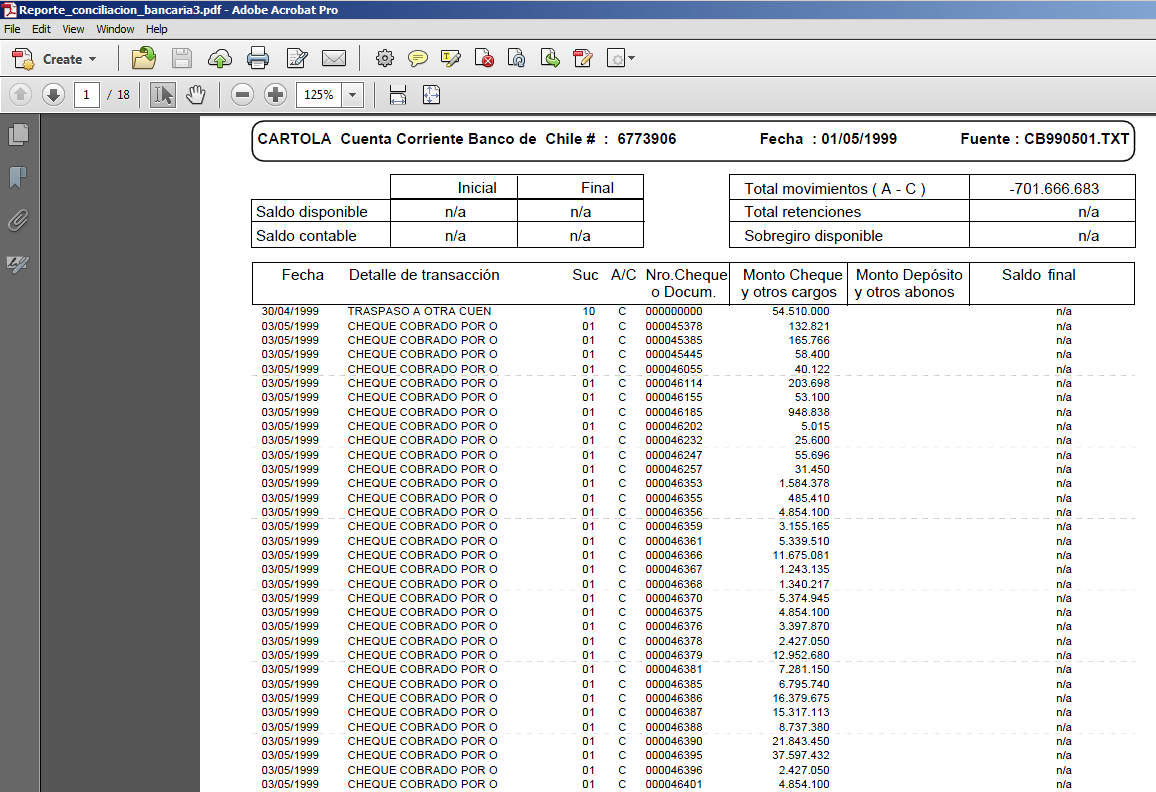 Reporte_conciliacion_bancaria3.pdf - Adobe Acrobat Pro
File Edit View Window Help
Create
1 / 18 125%
CARTOLA Cuenta Corriente Banco de Chile # : 6773906 Fecha : 01/05/1999 Fuente : CB990501.TXT
Inicial Final Total movimientos ( A - C ) -701.666.683
Saldo disponible n/a n/a Total retenciones n/a
Saldo contable n/a n/a Sobregiro disponible n/a
Fecha Detalle de transacción Suc A/C Nro.Cheque Monto Cheque Monto Depósito Saldo final
o Docum. y otros cargos y otros abonos
30/04/1999 TRASPASO A OTRA CUEN 10 C 000000000 54.510.000 n/a
03/05/1999 CHEQUE COBRADO POR O 01 C 000045378 132.821 n/a
03/05/1999 CHEQUE COBRADO POR O 01 C 000045385 165.766 n/a
03/05/1999 CHEQUE COBRADO POR O 01 C 000045445 58.400 n/a
03/05/1999 CHEQUE COBRADO POR O 01 C 000046055 40.122 n/a
03/05/1999 CHEQUE COBRADO POR O 01 C 000046114 203.698 n/a
03/05/1999 CHEQUE COBRADO POR O 01 C 000046155 53.100 n/a
03/05/1999 CHEQUE COBRADO POR O 01 C 000046185 948.838 n/a
03/05/1999 CHEQUE COBRADO POR O 01 C 000046202 5.015 n/a
03/05/1999 CHEQUE COBRADO POR O 01 C 000046232 25.600 n/a
03/05/1999 CHEQUE COBRADO POR O 01 C 000046247 55.696 n/a
03/05/1999 CHEQUE COBRADO POR O 01 C 000046257 31.450 n/a
03/05/1999 CHEQUE COBRADO POR O 01 C 000046353 1.584.378 n/a
03/05/1999 CHEQUE COBRADO POR O 01 C 000046355 485.410 n/a
03/05/1999 CHEQUE COBRADO POR O 01 C 000046356 4.854.100 n/a
03/05/1999 CHEQUE COBRADO POR O 01 C 000046359 3.155.165 n/a
03/05/1999 CHEQUE COBRADO POR O 01 C 000046361 5.339.510 n/a
03/05/1999 CHEQUE COBRADO POR O 01 C 000046366 11.675.081 n/a
03/05/1999 CHEQUE COBRADO POR O 01 C 000046367 1.243.135 n/a
03/05/1999 CHEQUE COBRADO POR O 01 C 000046368 1.340.217 n/a
03/05/1999 CHEQUE COBRADO POR O 01 C 000046370 5.374.945 n/a
03/05/1999 CHEQUE COBRADO POR O 01 C 000046375 4.854.100 n/a
03/05/1999 CHEQUE COBRADO POR O 01 C 000046376 3.397.870 n/a
03/05/1999 CHEQUE COBRADO POR O 01 C 000046378 2.427.050 n/a
03/05/1999 CHEQUE COBRADO POR O 01 C 000046379 12.952.680 n/a
03/05/1999 CHEQUE COBRADO POR O 01 C 000046381 7.281.150 n/a
03/05/1999 CHEQUE COBRADO POR O 01 C 000046385 6.795.740 n/a
03/05/1999 CHEQUE COBRADO POR O 01 C 000046386 16.379.675 n/a
03/05/1999 CHEQUE COBRADO POR O 01 C 000046387 15.317.113 n/a
03/05/1999 CHEQUE COBRADO POR O 01 C 000046388 8.737.380 n/a
03/05/1999 CHEQUE COBRADO POR O 01 C 000046390 21.843.450 n/a
03/05/1999 CHEQUE COBRADO POR O 01 C 000046395 37.597.432 n/a
03/05/1999 CHEQUE COBRADO POR O 01 C 000046396 2.427.050 n/a
03/05/1999 CHEQUE COBRADO POR O 01 C 000046401 4.854.100 n/a